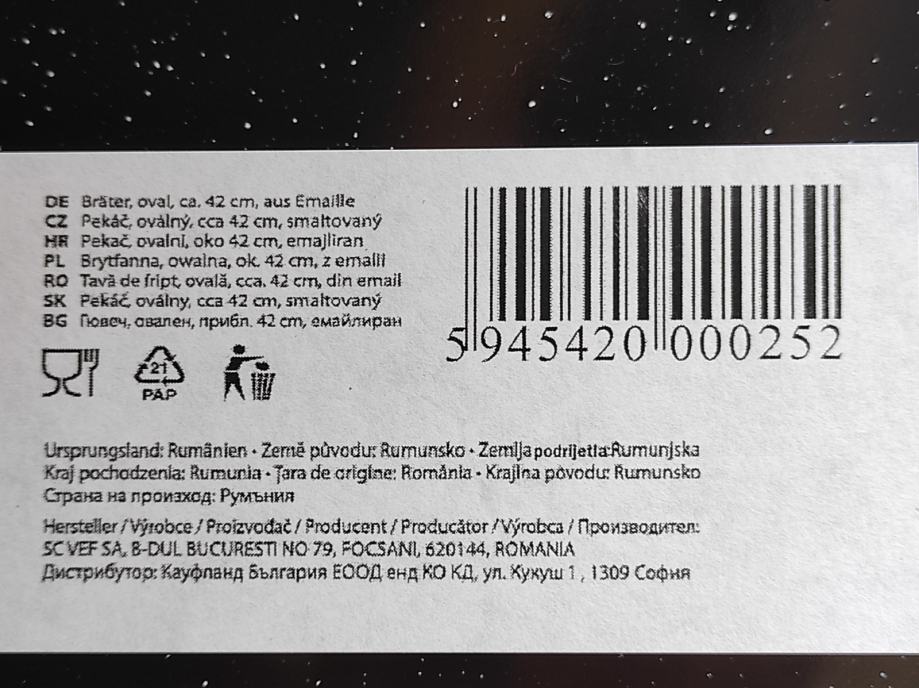 DE Bräter, oval, ca. 42 cm, aus Emaille
CZ Pekáč, oválný, cca 42 cm, smaltovaný
HR Pekač, ovalni, oko 42 cm, emajliran
PL Brytfanna, owalna, ok. 42 cm, z emalii
RO Tavă de fript, ovală, cca. 42 cm, din email
SK Pekáč, oválny, cca 42 cm, smaltovaný
BG Гювеч, овален, прибл. 42 cm, емайлиран
5 945420 000252
21
PAP
Ursprungsland: Rumänien · Země původu: Rumunsko · Zemlja podrijetla: Rumunjska
Kraj pochodzenia: Rumunia · Țara de origine: România · Krajina pôvodu: Rumunsko
Страна на произход: Румъния
Hersteller / Výrobce / Proizvođač / Producent / Producător / Výrobca / Производител:
SC VEF SA, B-DUL BUCURESTI NO 79, FOCSANI, 620144, ROMANIA
Дистрибутор: Кауфланд България ЕООД енд КО КД, ул. Кукуш 1, 1309 София